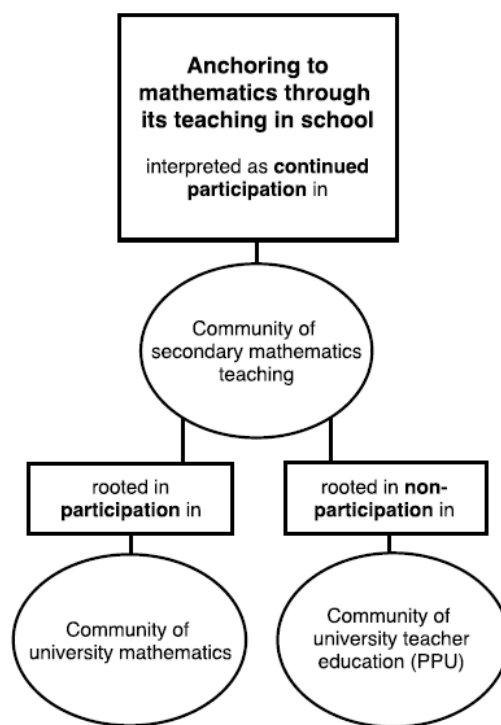 Anchoring to
mathematics through
its teaching in school
interpreted as continued
participation in
Community of
secondary mathematics
teaching
rooted in
participation in
rooted in non-
participation in
Community of
university mathematics
Community of
university teacher
education (PPU)